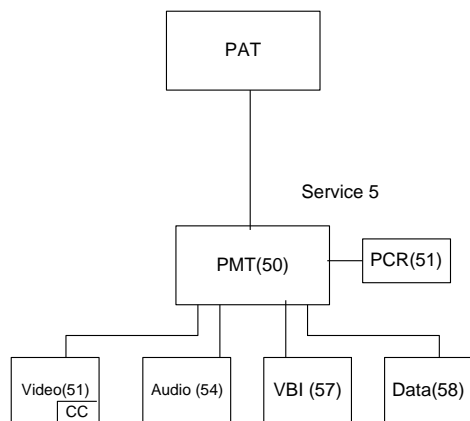 PAT
Service 5
PMT(50)
PCR(51)
Video(51)
CC
Audio (54)
VBI (57)
Data(58)